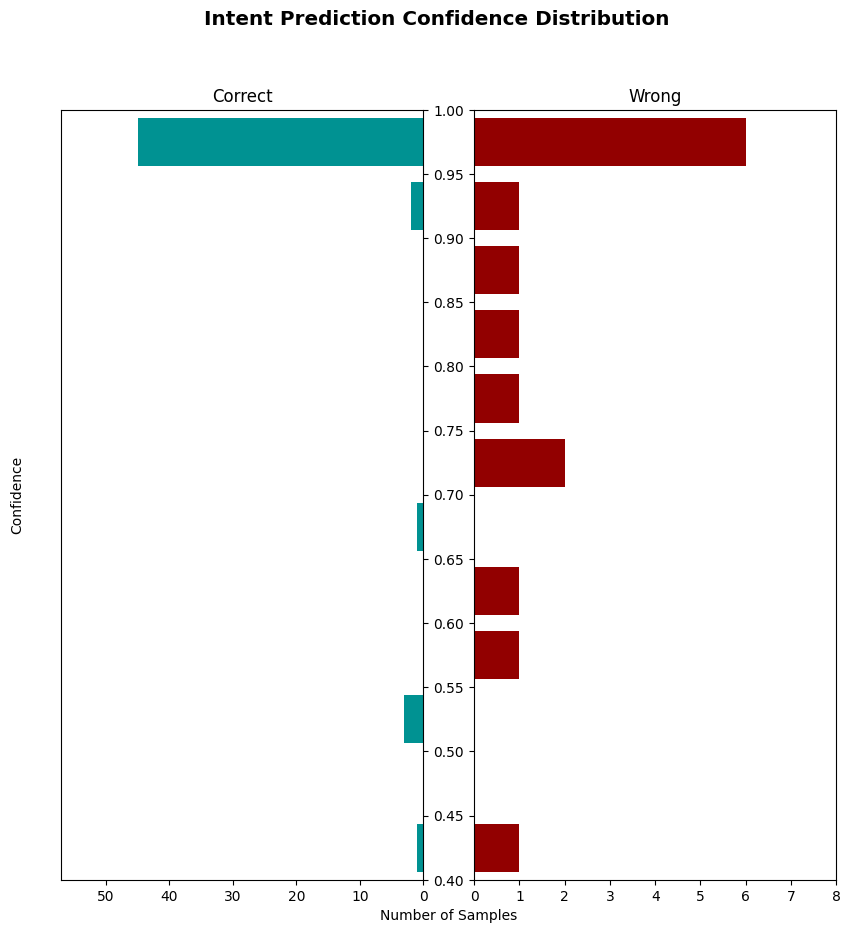 Intent Prediction Confidence Distribution
Correct
Wrong
1.00
0.95
0.90
0.85
0.80
0.75
0.70
0.65
0.60
0.55
0.50
0.45
0.40
Confidence
50 40 30 20 10 0
0 1 2 3 4 5 6 7 8
Number of Samples